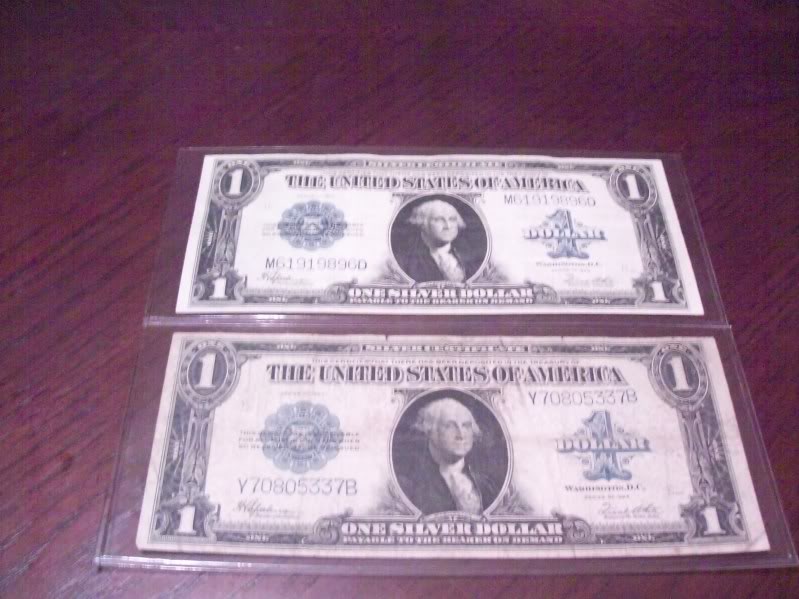 SILVER CERTIFICATE
1 THE UNITED STATES OF AMERICA 1
M61919896D
1
DOLLAR
WASHINGTON, D.C.
M61919896D
1 ONE SILVER DOLLAR 1
PAYABLE TO THE BEARER ON DEMAND
ONE
SILVER CERTIFICATE
ONE
1 THE UNITED STATES OF AMERICA 1
Y70805337B
1
DOLLAR
WASHINGTON, D.C.
Y70805337B
1 ONE SILVER DOLLAR 1
PAYABLE TO THE BEARER ON DEMAND